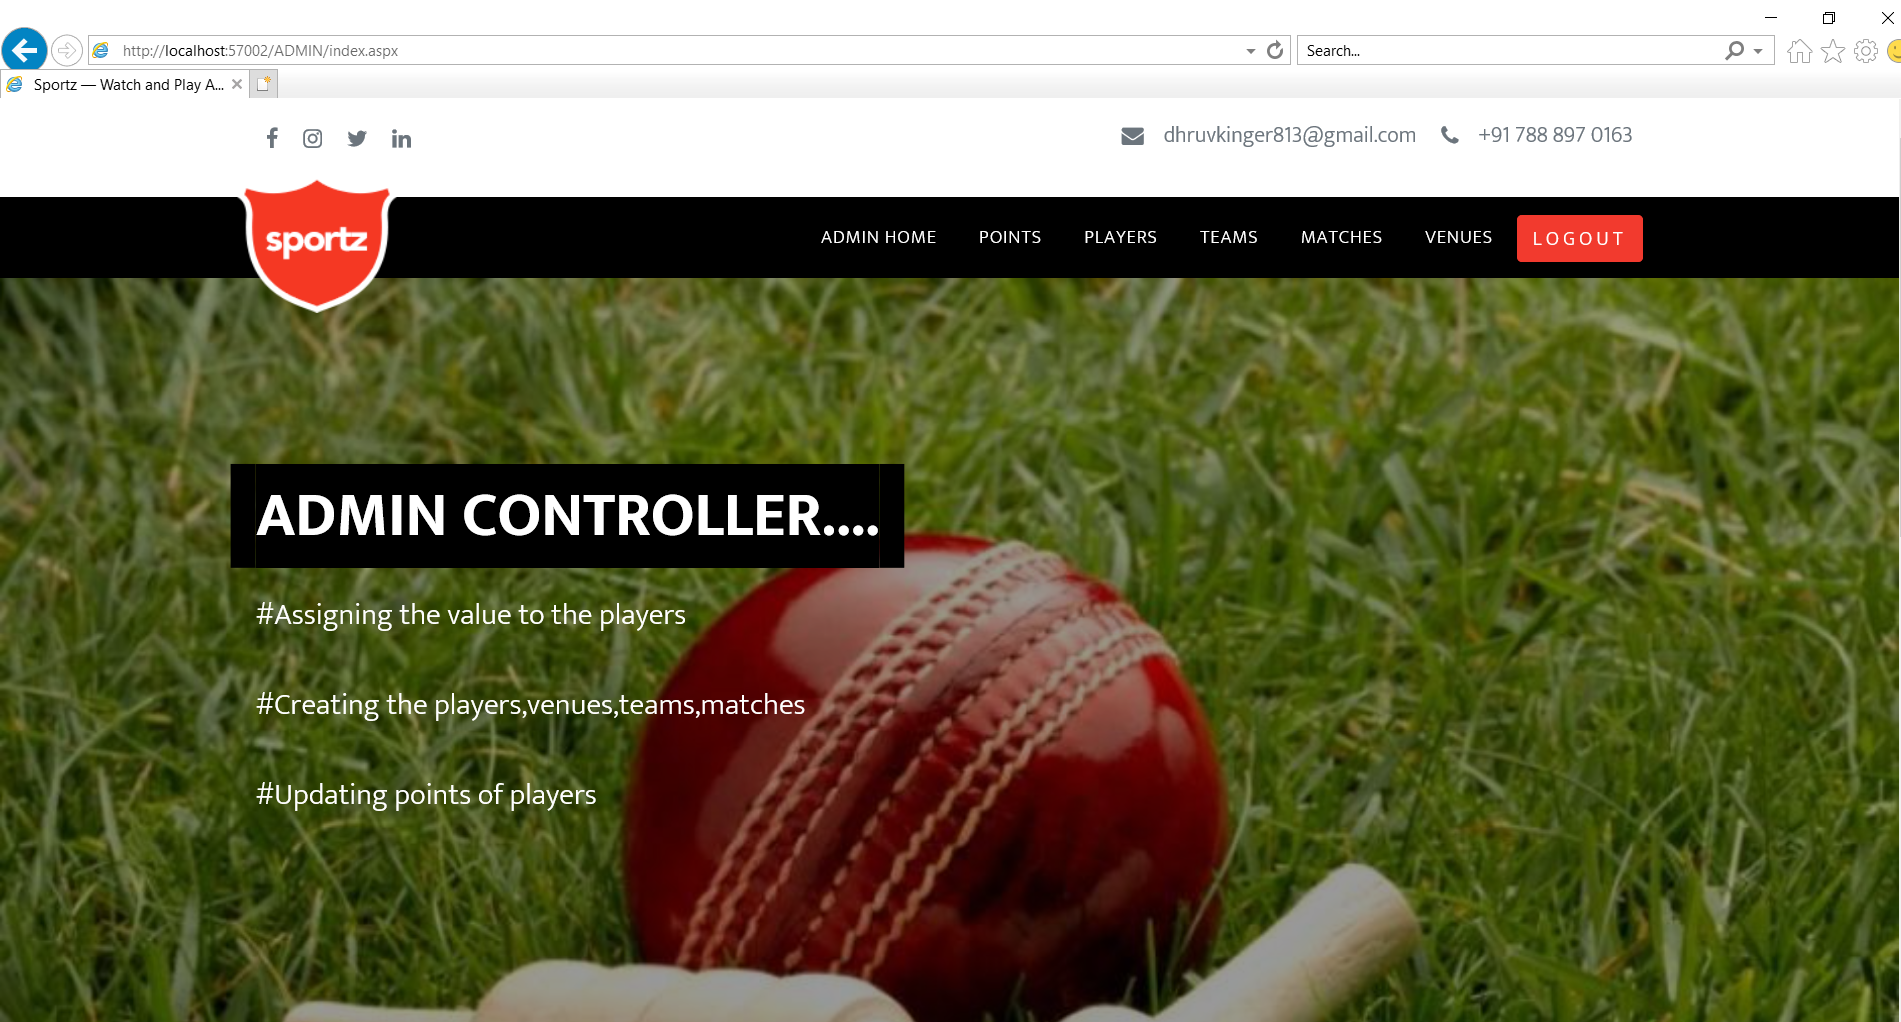 http://localhost:57002/ADMIN/index.aspx
Search...
Sportz — Watch and Play A...
dhruvkinger813@gmail.com
+91 788 897 0163
sportz
ADMIN HOME
POINTS
PLAYERS
TEAMS
MATCHES
VENUES
LOGOUT
ADMIN CONTROLLER....
#Assigning the value to the players
#Creating the players,venues,teams,matches
#Updating points of players